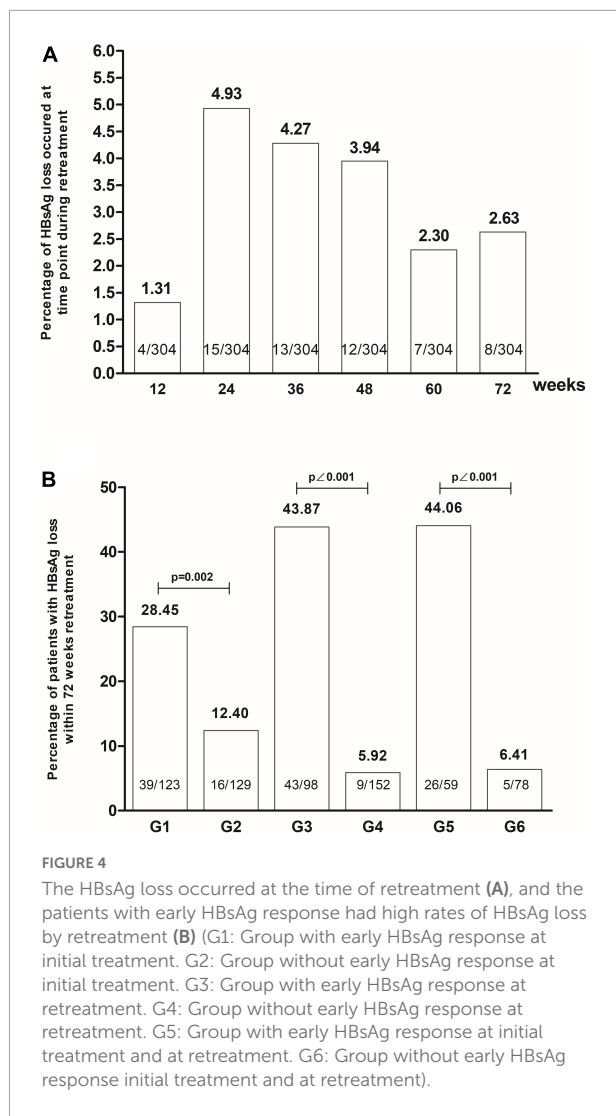 A
Percentage of HBsAg loss occured at
time point during retreatment
6.0
5.5
5.0
4.5
4.0
3.5
3.0
2.5
2.0
1.5
1.0
0.5
0.0
1.31
4.93
4.27
3.94
2.30
2.63
4/304
15/304
13/304
12/304
7/304
8/304
12
24
36
48
60
72
weeks
B
Percentage of patients with HBsAg loss
within 72 weeks retreatment
50
40
30
20
10
0
p=0.002
p∠0.001
p∠0.001
28.45
12.40
43.87
5.92
44.06
6.41
39/123
16/129
43/98
9/152
26/59
5/78
G1
G2
G3
G4
G5
G6
FIGURE 4
The HBsAg loss occurred at the time of retreatment (A), and the
patients with early HBsAg response had high rates of HBsAg loss
by retreatment (B) (G1: Group with early HBsAg response at
initial treatment. G2: Group without early HBsAg response at
initial treatment. G3: Group with early HBsAg response at
retreatment. G4: Group without early HBsAg response at
retreatment. G5: Group with early HBsAg response at initial
treatment and at retreatment. G6: Group without early HBsAg
response initial treatment and at retreatment).